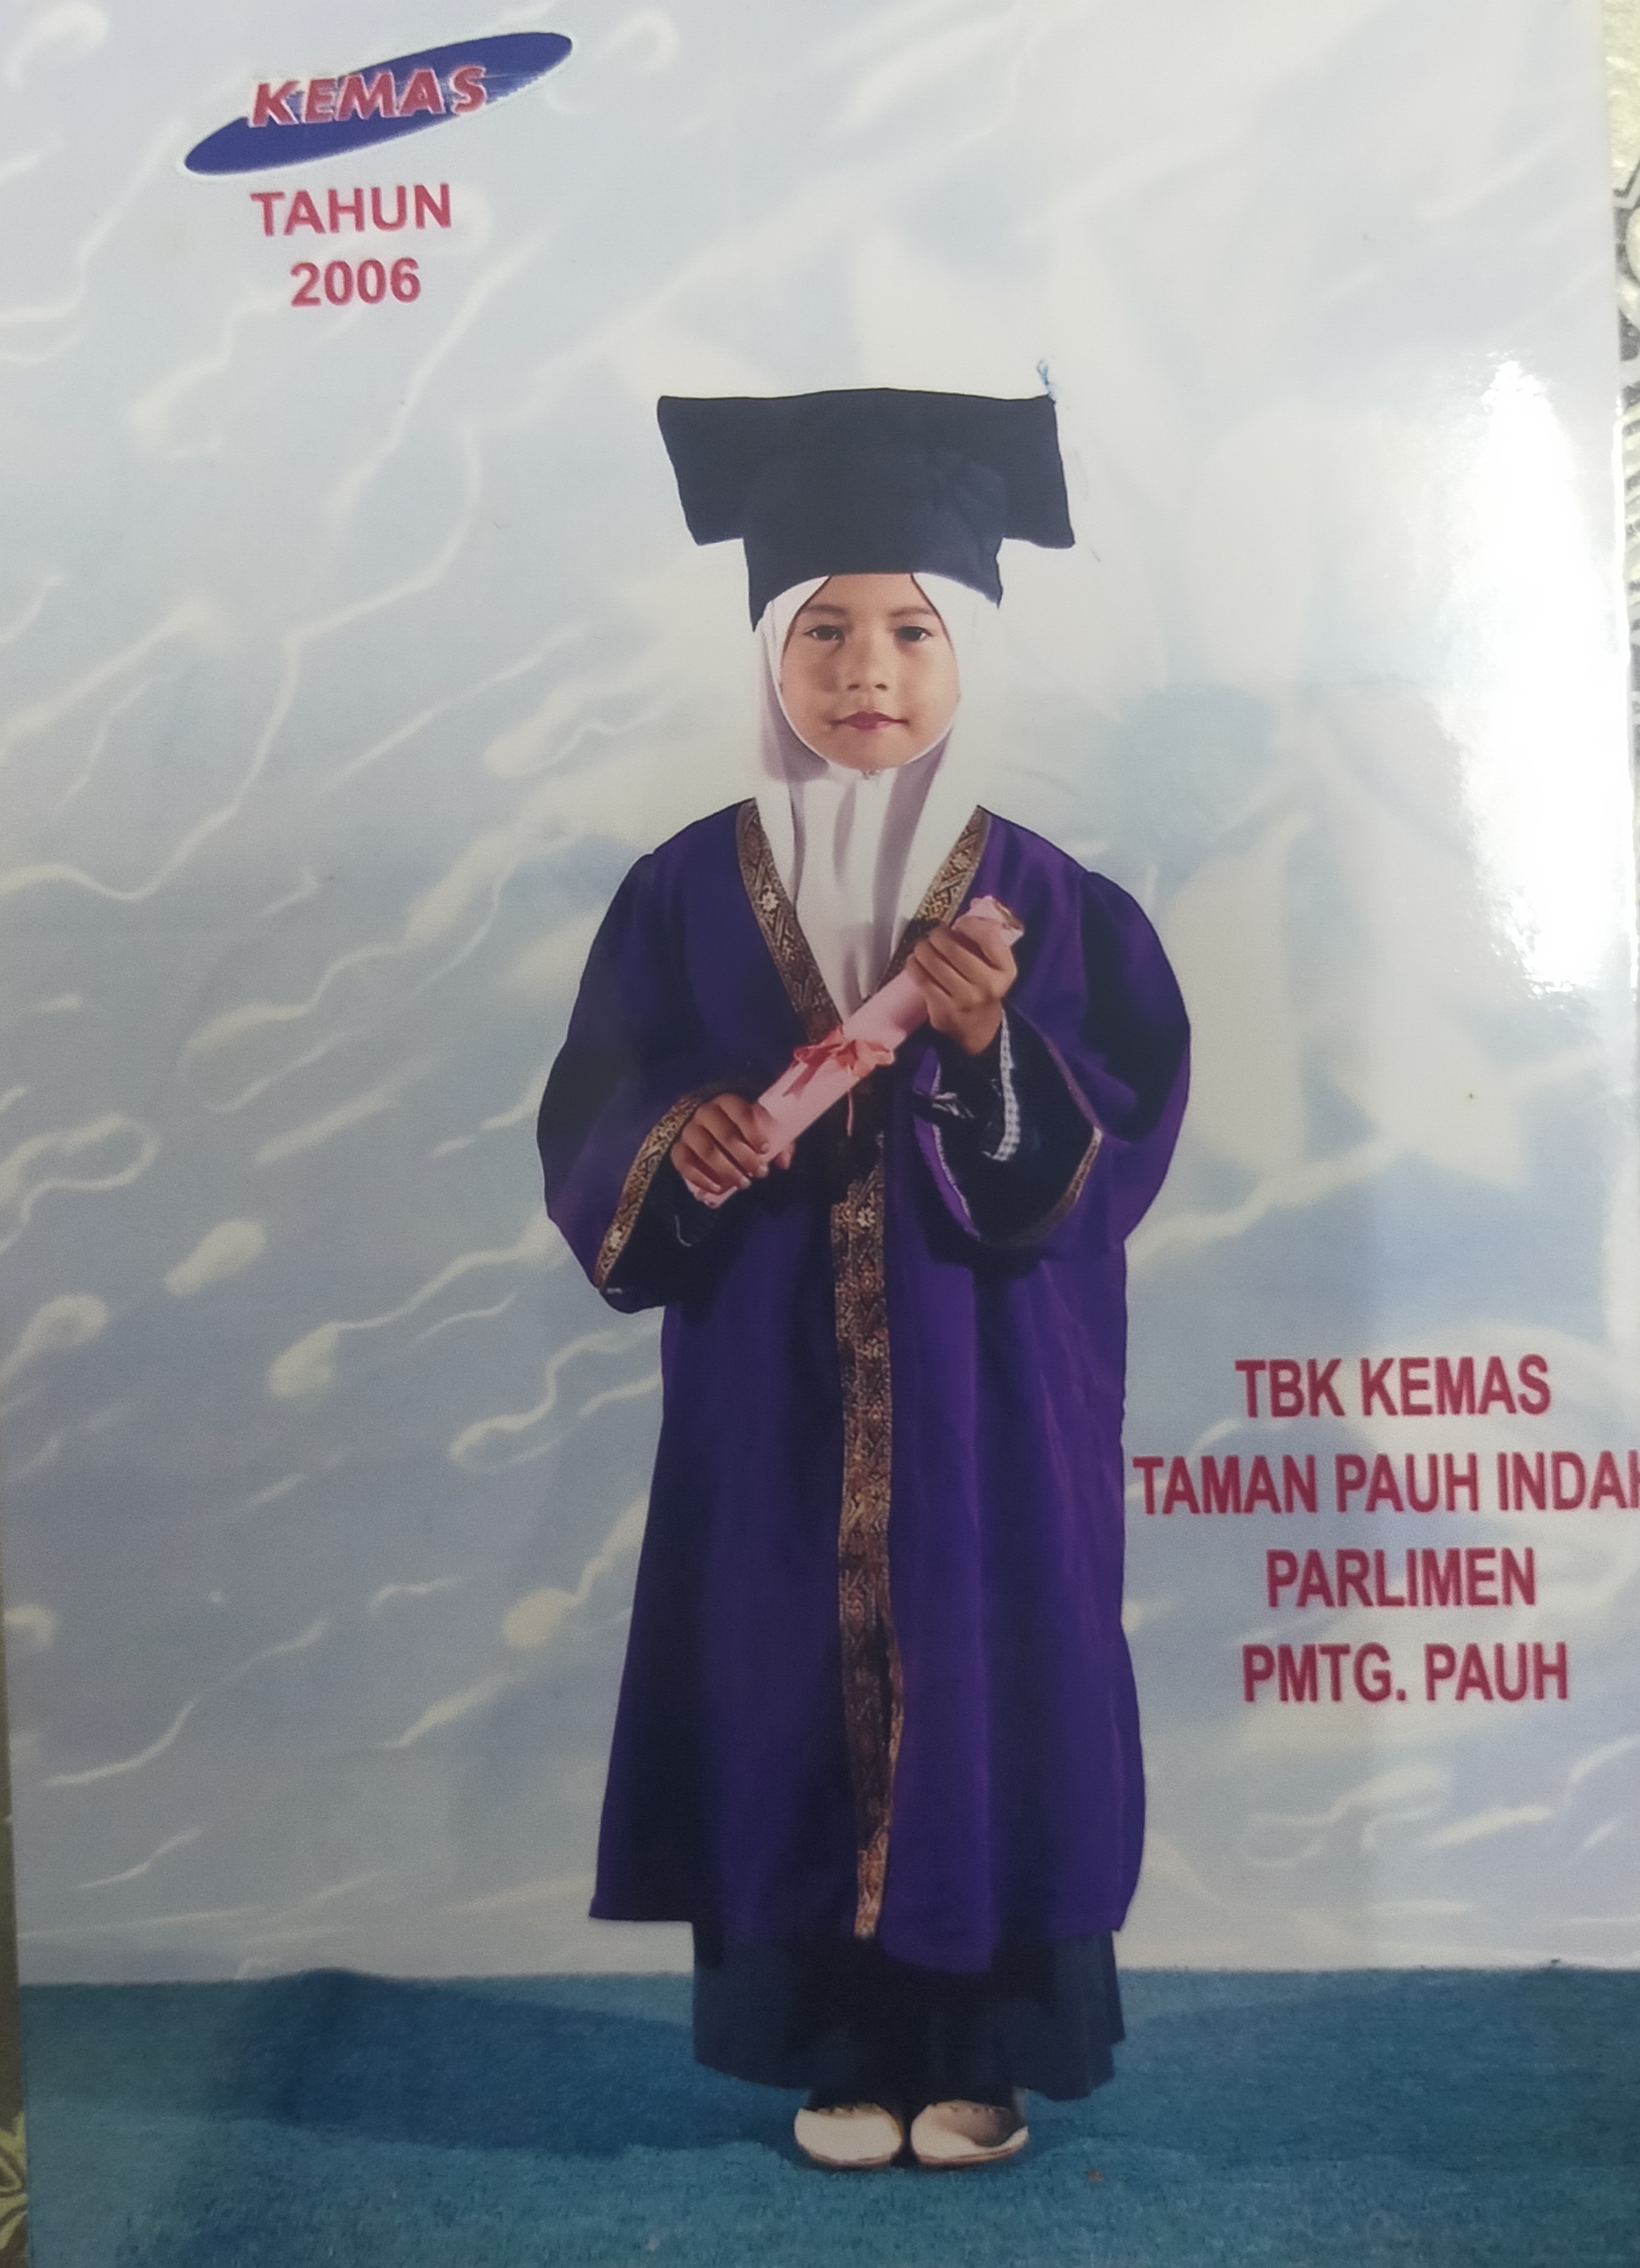 KEMAS
TAHUN
2006
TBK KEMAS
TAMAN PAUH INDAH
PARLIMEN
PMTG. PAUH